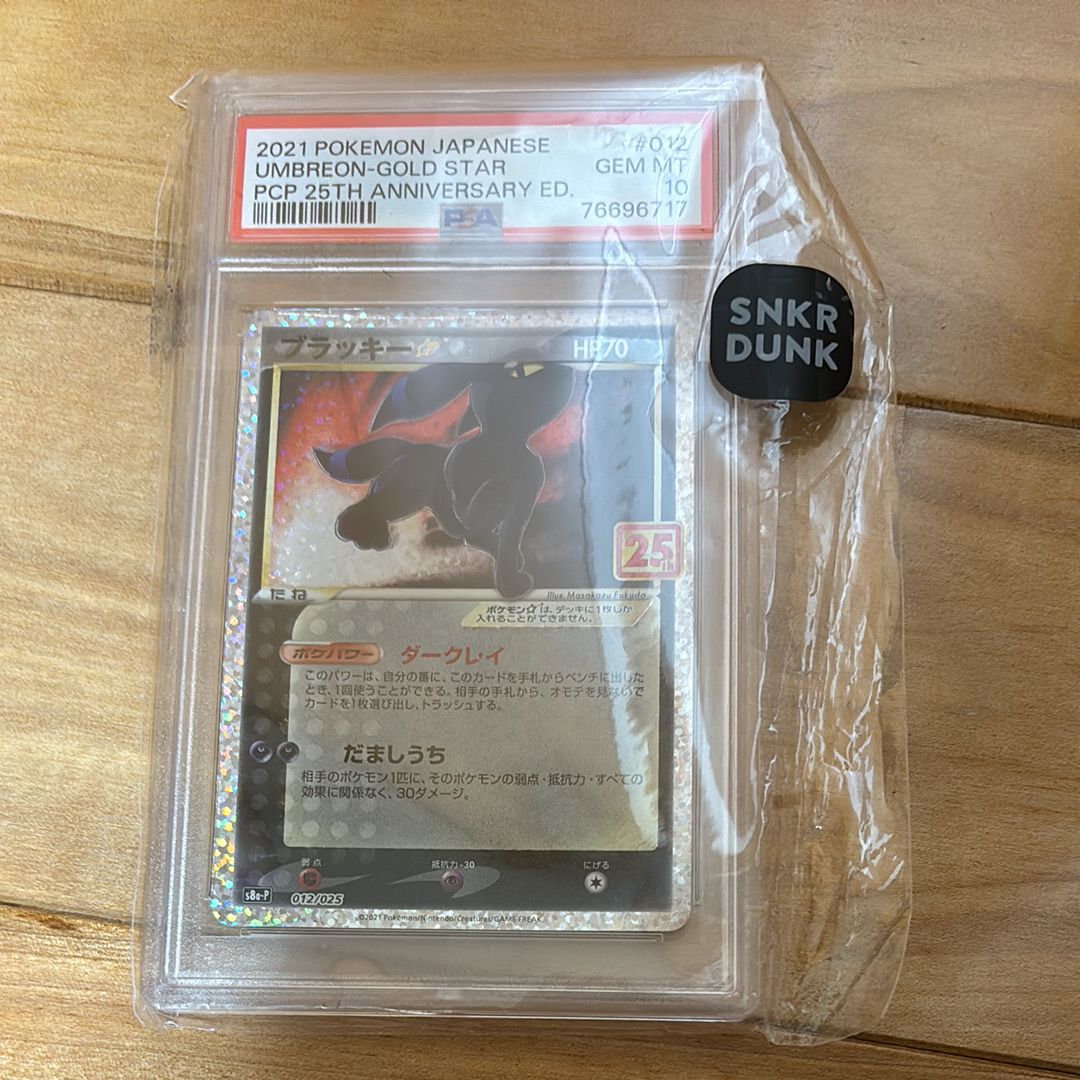 2021 POKEMON JAPANESE #012
UMBREON-GOLD STAR GEM MT
PCP 25TH ANNIVERSARY ED. 10
PSA 76696717
SNKR
DUNK
ブラッキー☆ HP70
25th
たね
Illus. Masakazu Fukuda
ポケモン☆は、デッキに1枚しか
入れることができません。
ポケパワー ダークレイ
このパワーは、自分の番に、このカードを手札からベンチに出した
とき、1回使うことができる。相手の手札から、オモテを見ないで
カードを1枚選び出し、トラッシュする。
だましうち
相手のポケモン1匹に、そのポケモンの弱点・抵抗力・すべての
効果に関係なく、30ダメージ。
弱点 抵抗力 -30 にげる
s8a-P 012/025
©2021 Pokémon/Nintendo/Creatures/GAME FREAK.